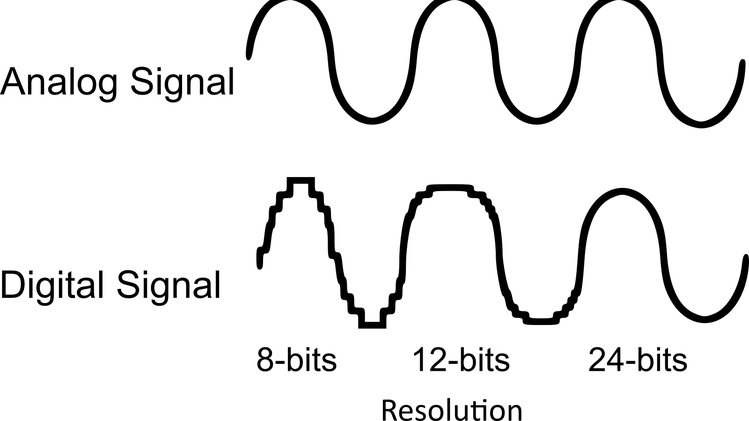 Analog Signal
Digital Signal
8-bits 12-bits 24-bits
Resolution